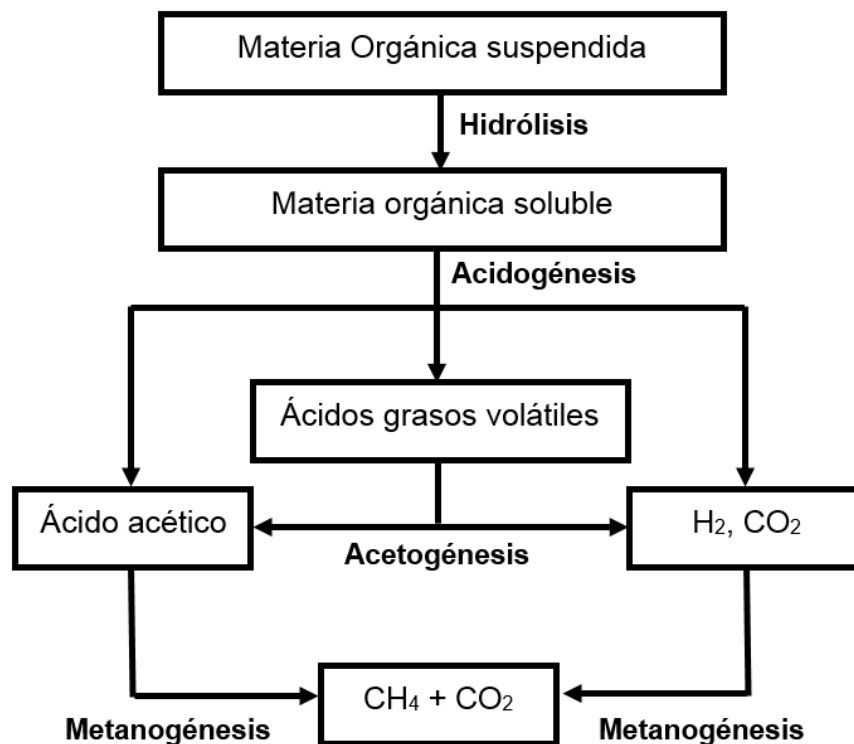 Materia Orgánica suspendida
Hidrólisis
Materia orgánica soluble
Acidogénesis
Ácidos grasos volátiles
Ácido acético
H₂, CO₂
Acetogénesis
CH₄ + CO₂
Metanogénesis
Metanogénesis